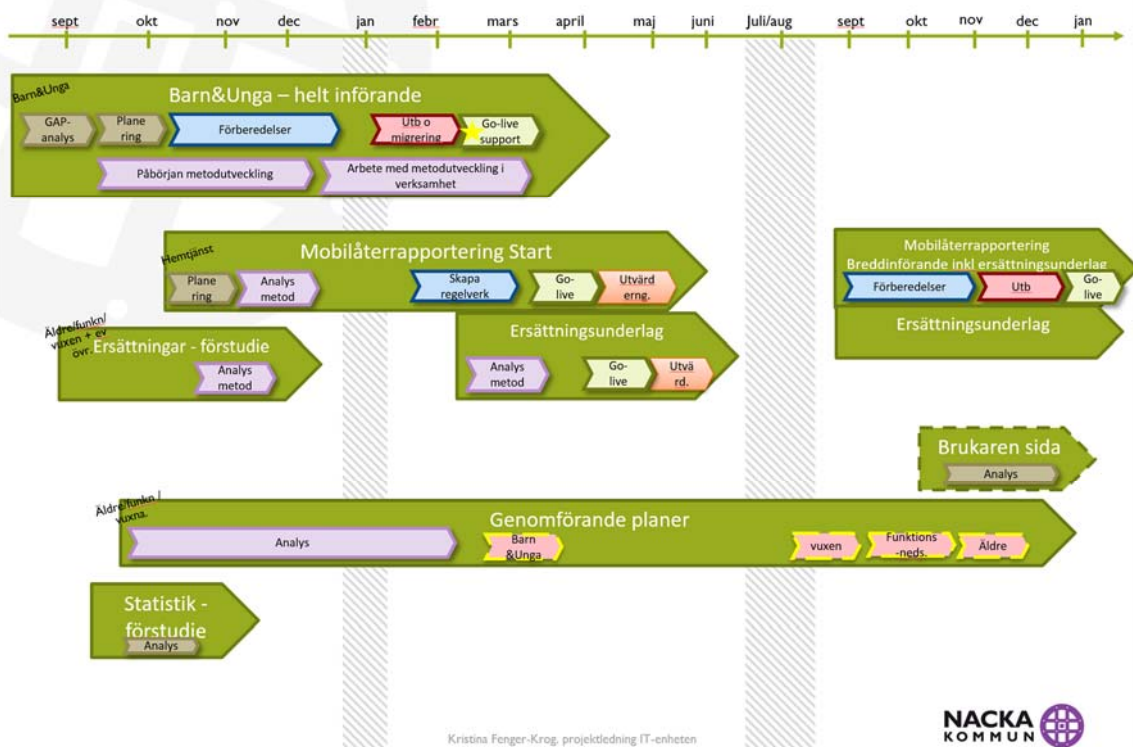 sept okt nov dec jan febr mars april maj juni Juli/aug sept okt nov dec jan
Barn&Unga
Barn&Unga – helt införande
GAP-
analys
Plane
ring
Förberedelser
Utb o
migrering
Go-live
support
Påbörjan metodutveckling
Arbete med metodutveckling i
verksamhet
Hemtjänst
Mobilåterrapportering Start
Plane
ring
Analys
metod
Skapa
regelverk
Go-
live
Utvärd
erng.
Mobilåterrapportering
Breddinförande inkl ersättningsunderlag
Förberedelser
Utb
Go-
live
Ersättningsunderlag
Äldre/funkn/
vuxen + ev
övr.
Ersättningar - förstudie
Analys
metod
Ersättningsunderlag
Analys
metod
Go-
live
Utvä
rd.
Brukaren sida
Analys
Äldre/funkn /
vuxna.
Genomförande planer
Analys
Barn
&Unga
vuxen
Funktions
-neds.
Äldre
Statistik -
förstudie
Analys
Kristina Fenger-Krog, projektledning IT-enheten
NACKA
KOMMUN